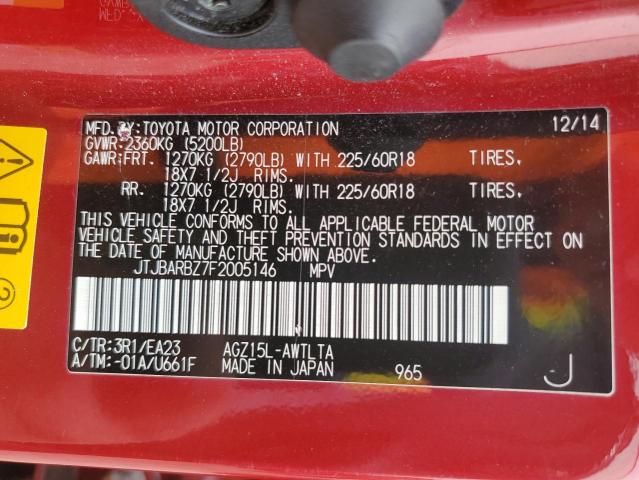 MFD. BY: TOYOTA MOTOR CORPORATION 12/14
GVWR: 2360KG (5200LB)
GAWR: FRT. 1270KG (2790LB) WITH 225/60R18 TIRES.
18X7 1/2J RIMS.
RR. 1270KG (2790LB) WITH 225/60R18 TIRES.
18X7 1/2J RIMS.
THIS VEHICLE CONFORMS TO ALL APPLICABLE FEDERAL MOTOR
VEHICLE SAFETY AND THEFT PREVENTION STANDARDS IN EFFECT ON
THE DATE OF MANUFACTURE SHOWN ABOVE.
JTJBARBZ7F2005146 MPV
C/TR: 3R1/EA23 AGZ15L-AWTLTA
A/TM: -01A/U661F MADE IN JAPAN 965 J
2